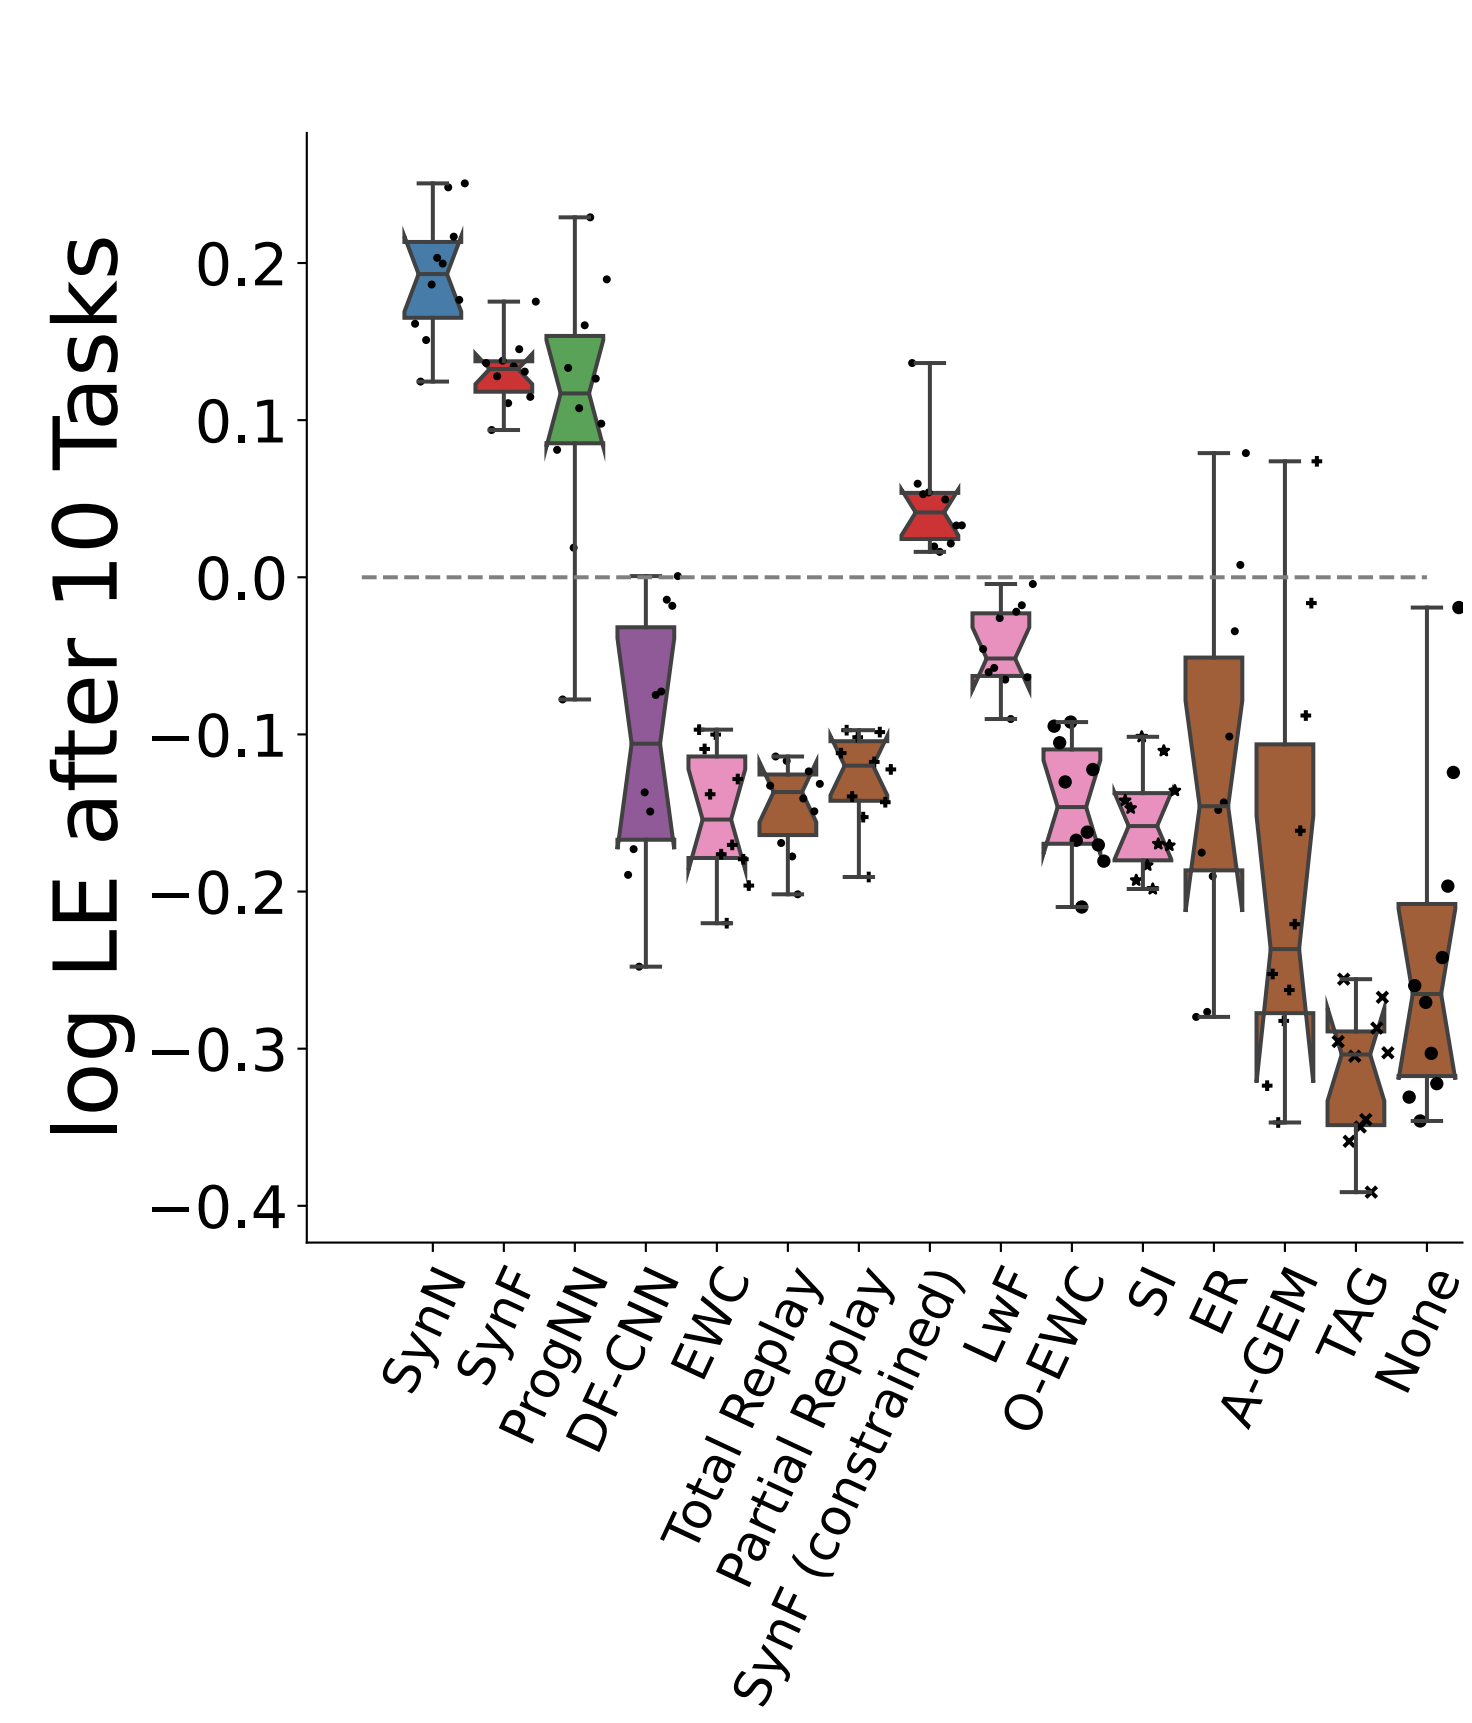 log LE after 10 Tasks
0.2
0.1
0.0
−0.1
−0.2
−0.3
−0.4
SynN
SynF
ProgNN
DF-CNN
EWC
Total Replay
Partial Replay
SynF (constrained)
LwF
O-EWC
SI
ER
A-GEM
TAG
None